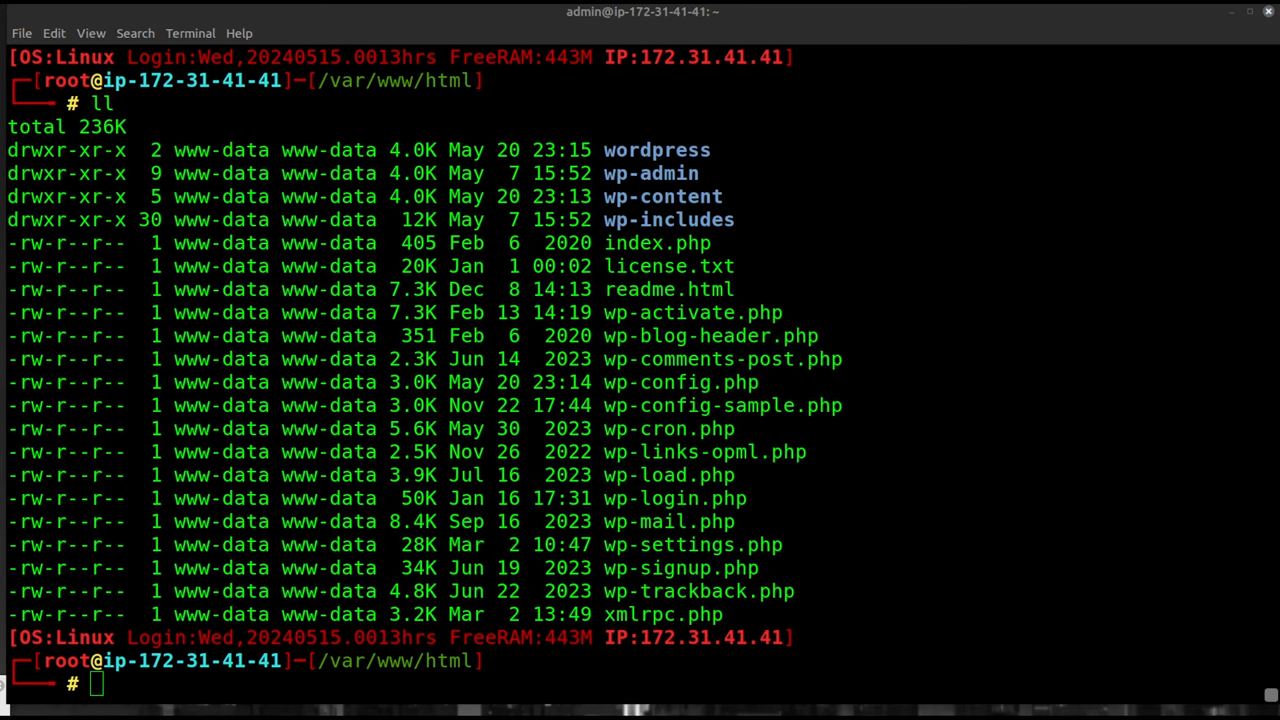 admin@ip-172-31-41-41: ~
File Edit View Search Terminal Help
[OS:Linux Login:Wed,20240515.0013hrs FreeRAM:443M IP:172.31.41.41]
┌─[root@ip-172-31-41-41]─[/var/www/html]
└──╼ # ll
total 236K
drwxr-xr-x  2 www-data www-data 4.0K May 20 23:15 wordpress
drwxr-xr-x  9 www-data www-data 4.0K May  7 15:52 wp-admin
drwxr-xr-x  5 www-data www-data 4.0K May 20 23:13 wp-content
drwxr-xr-x 30 www-data www-data  12K May  7 15:52 wp-includes
-rw-r--r--  1 www-data www-data  405 Feb  6  2020 index.php
-rw-r--r--  1 www-data www-data  20K Jan  1 00:02 license.txt
-rw-r--r--  1 www-data www-data 7.3K Dec  8 14:13 readme.html
-rw-r--r--  1 www-data www-data 7.3K Feb 13 14:19 wp-activate.php
-rw-r--r--  1 www-data www-data  351 Feb  6  2020 wp-blog-header.php
-rw-r--r--  1 www-data www-data 2.3K Jun 14  2023 wp-comments-post.php
-rw-r--r--  1 www-data www-data 3.0K May 20 23:14 wp-config.php
-rw-r--r--  1 www-data www-data 3.0K Nov 22 17:44 wp-config-sample.php
-rw-r--r--  1 www-data www-data 5.6K May 30  2023 wp-cron.php
-rw-r--r--  1 www-data www-data 2.5K Nov 26  2022 wp-links-opml.php
-rw-r--r--  1 www-data www-data 3.9K Jul 16  2023 wp-load.php
-rw-r--r--  1 www-data www-data  50K Jan 16 17:31 wp-login.php
-rw-r--r--  1 www-data www-data 8.4K Sep 16  2023 wp-mail.php
-rw-r--r--  1 www-data www-data  28K Mar  2 10:47 wp-settings.php
-rw-r--r--  1 www-data www-data  34K Jun 19  2023 wp-signup.php
-rw-r--r--  1 www-data www-data 4.8K Jun 22  2023 wp-trackback.php
-rw-r--r--  1 www-data www-data 3.2K Mar  2 13:49 xmlrpc.php
[OS:Linux Login:Wed,20240515.0013hrs FreeRAM:443M IP:172.31.41.41]
┌─[root@ip-172-31-41-41]─[/var/www/html]
└──╼ #